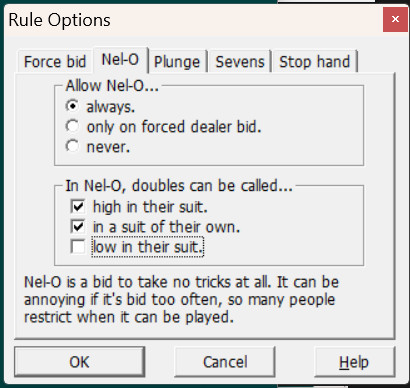 Rule Options
Force bid Nel-O Plunge Sevens Stop hand
Allow Nel-O...
always.
only on forced dealer bid.
never.
In Nel-O, doubles can be called...
high in their suit.
in a suit of their own.
low in their suit.
Nel-O is a bid to take no tricks at all. It can be
annoying if it's bid too often, so many people
restrict when it can be played.
OK Cancel Help